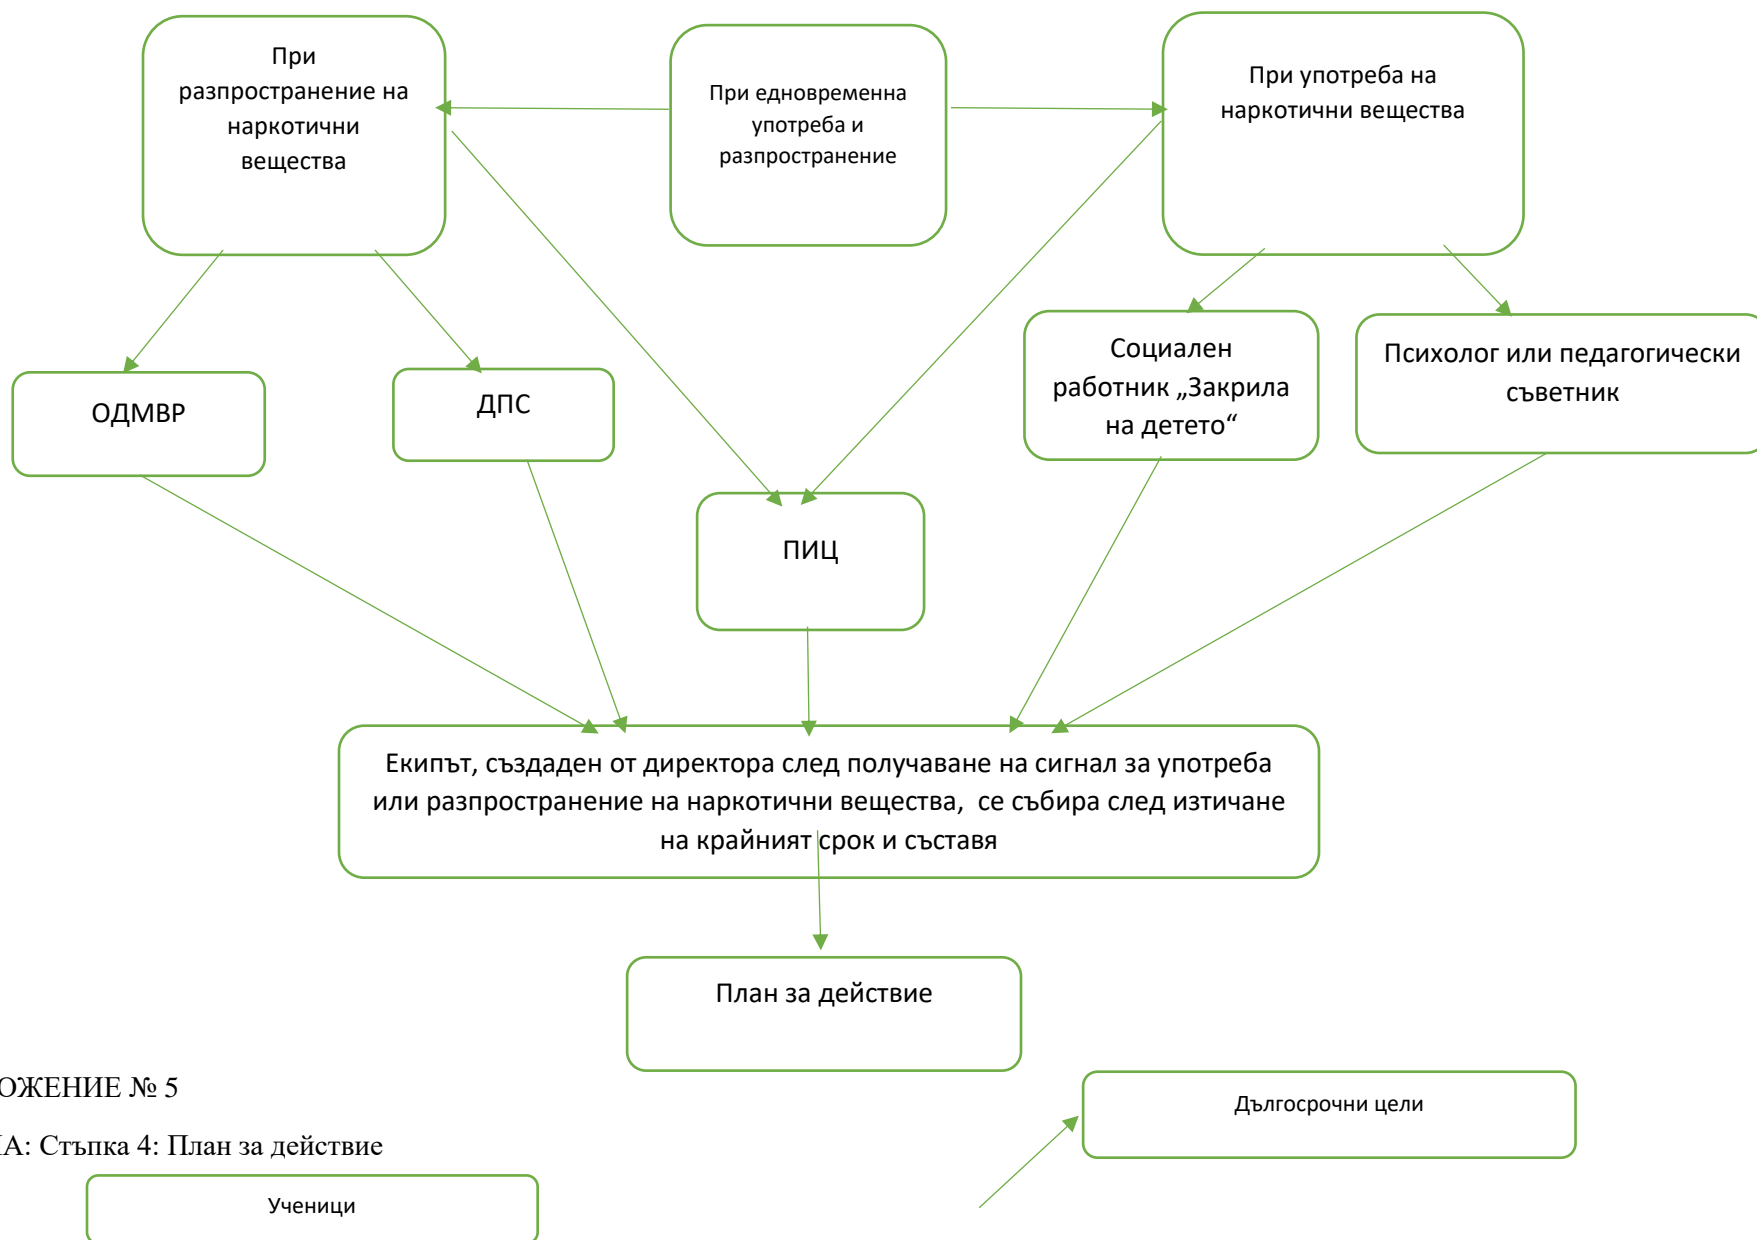 При
разпространение на
наркотични
вещества
При едновременна
употреба и
разпространение
При употреба на
наркотични вещества
ОДМВР
ДПС
Социален
работник „Закрила
на детето“
Психолог или педагогически
съветник
ПИЦ
Екипът, създаден от директора след получаване на сигнал за употреба
или разпространение на наркотични вещества, се събира след изтичане
на крайният срок и съставя
План за действие
ОЖЕНИЕ № 5
Дългосрочни цели
А: Стъпка 4: План за действие
Ученици